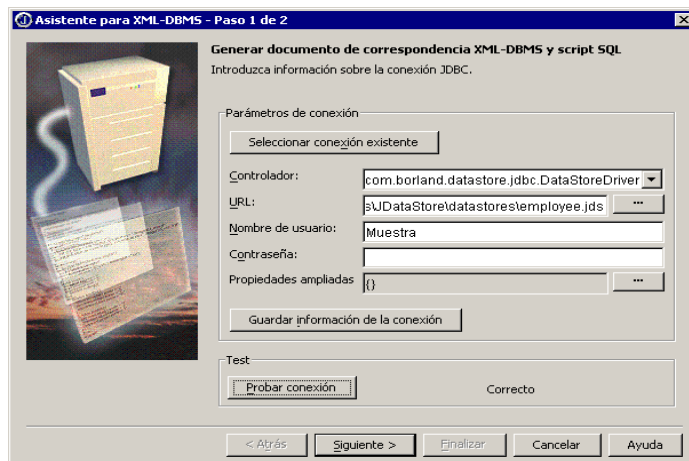 Asistente para XML-DBMS - Paso 1 de 2
Generar documento de correspondencia XML-DBMS y script SQL
Introduzca información sobre la conexión JDBC.
Parámetros de conexión
Seleccionar conexión existente
Controlador: com.borland.datastore.jdbc.DataStoreDriver
URL: s\JDataStore\datastores\employee.jds ...
Nombre de usuario: Muestra
Contraseña:
Propiedades ampliadas {} ...
Guardar información de la conexión
Test
Probar conexión Correcto
< Atrás Siguiente > Finalizar Cancelar Ayuda